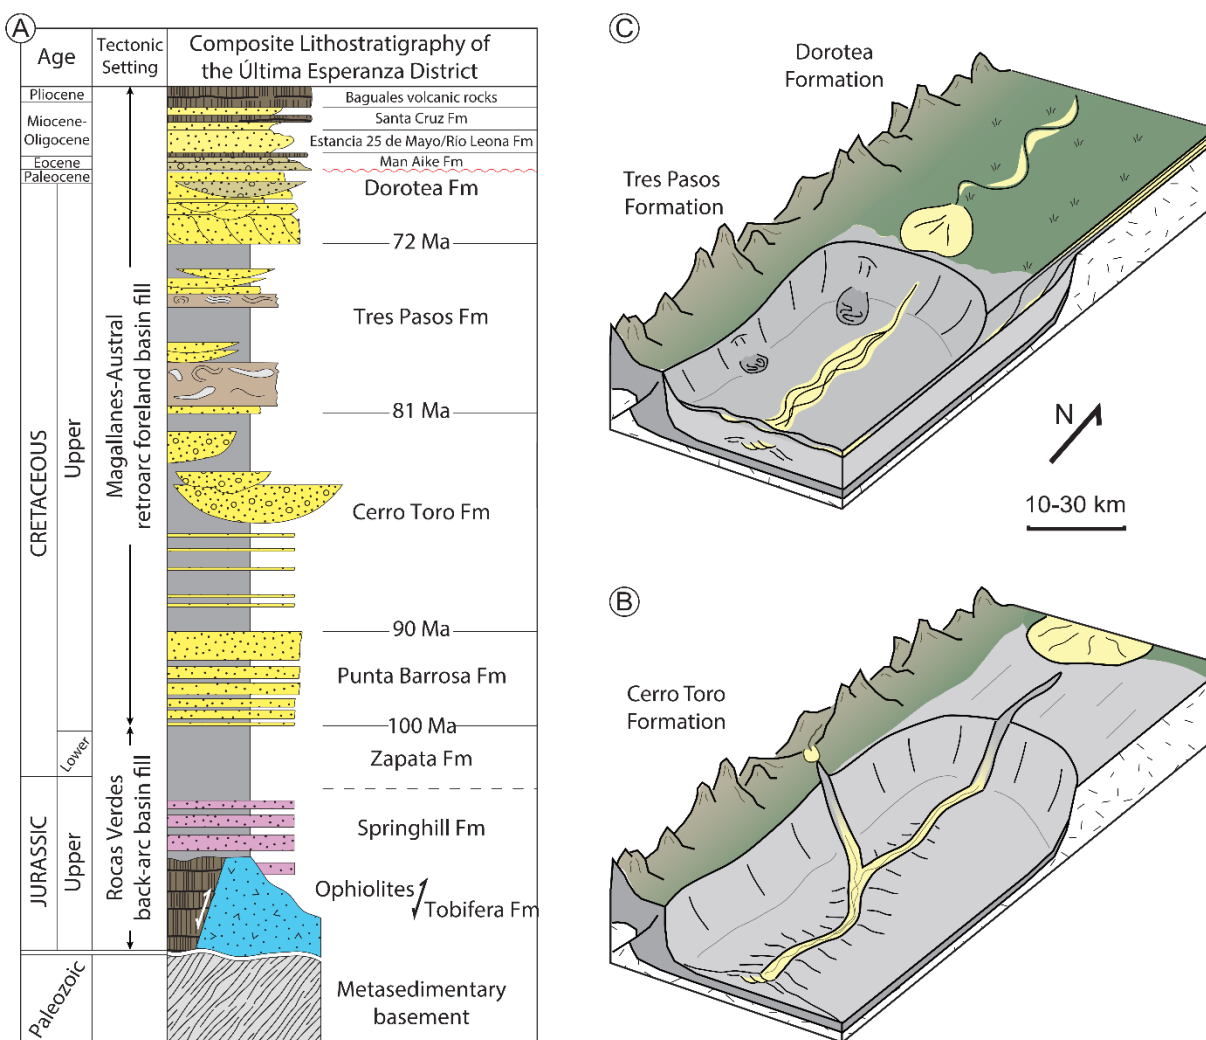 A
Age
Tectonic
Setting
Composite Lithostratigraphy of
the Última Esperanza District
Pliocene
Baguales volcanic rocks
Miocene-
Oligocene
Santa Cruz Fm
Estancia 25 de Mayo/Río Leona Fm
Eocene
Man Aike Fm
Paleocene
Dorotea Fm
72 Ma
Tres Pasos Fm
81 Ma
Cerro Toro Fm
90 Ma
Punta Barrosa Fm
100 Ma
Zapata Fm
Springhill Fm
Ophiolites
Tobifera Fm
Metasedimentary
basement
CRETACEOUS
Upper
Lower
JURASSIC
Upper
Paleozoic
Magallanes-Austral
retroarc foreland basin fill
Rocas Verdes
back-arc basin fill
C
Dorotea
Formation
Tres Pasos
Formation
N
10-30 km
B
Cerro Toro
Formation